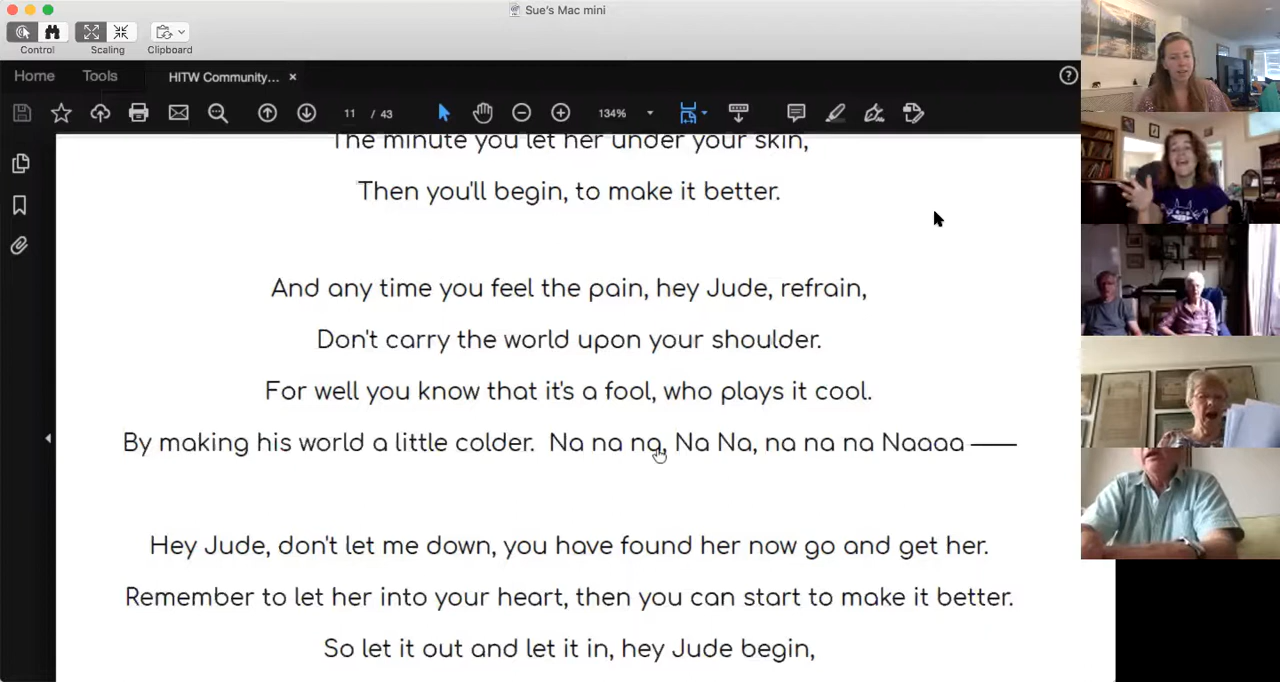 Sue's Mac mini
Control
Scaling
Clipboard
Home Tools HITW Community... × ?
11 / 43 134%
The minute you let her under your skin,
Then you'll begin, to make it better.
And any time you feel the pain, hey Jude, refrain,
Don't carry the world upon your shoulder.
For well you know that it's a fool, who plays it cool.
By making his world a little colder. Na na na, Na Na, na na na Naaaa ——
Hey Jude, don't let me down, you have found her now go and get her.
Remember to let her into your heart, then you can start to make it better.
So let it out and let it in, hey Jude begin,